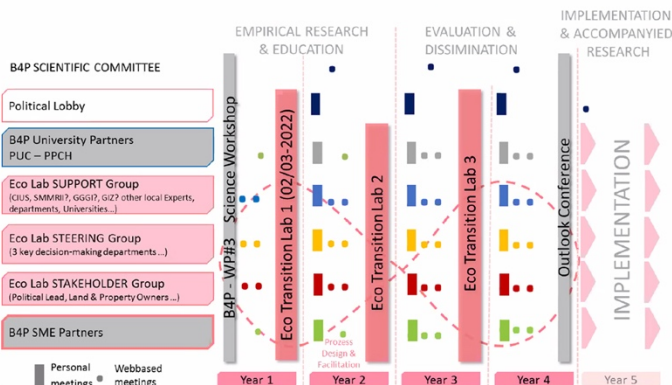 EMPIRICAL RESEARCH
& EDUCATION
EVALUATION &
DISSIMINATION
IMPLEMENTATION
& ACCOMPANYIED
RESEARCH
B4P SCIENTIFIC COMMITTEE
Political Lobby
B4P University Partners
PUC – PPCH
Eco Lab SUPPORT Group
(CIUS, SMMRI?, GGGI?, GIZ? other local Experts,
departments, Universities...)
Eco Lab STEERING Group
(3 key decision-making departments ...)
Eco Lab STAKEHOLDER Group
(Political Lead, Land & Property Owners ...)
B4P SME Partners
B4P - WP#3 Science Workshop
Eco Transition Lab 1 (02/03-2022)
Eco Transition Lab 2
Eco Transition Lab 3
Outlook Conference
IMPLEMENTATION
Prozess
Design &
Facilitation
Personal
meetings
Webbased
meetings
Year 1
Year 2
Year 3
Year 4
Year 5